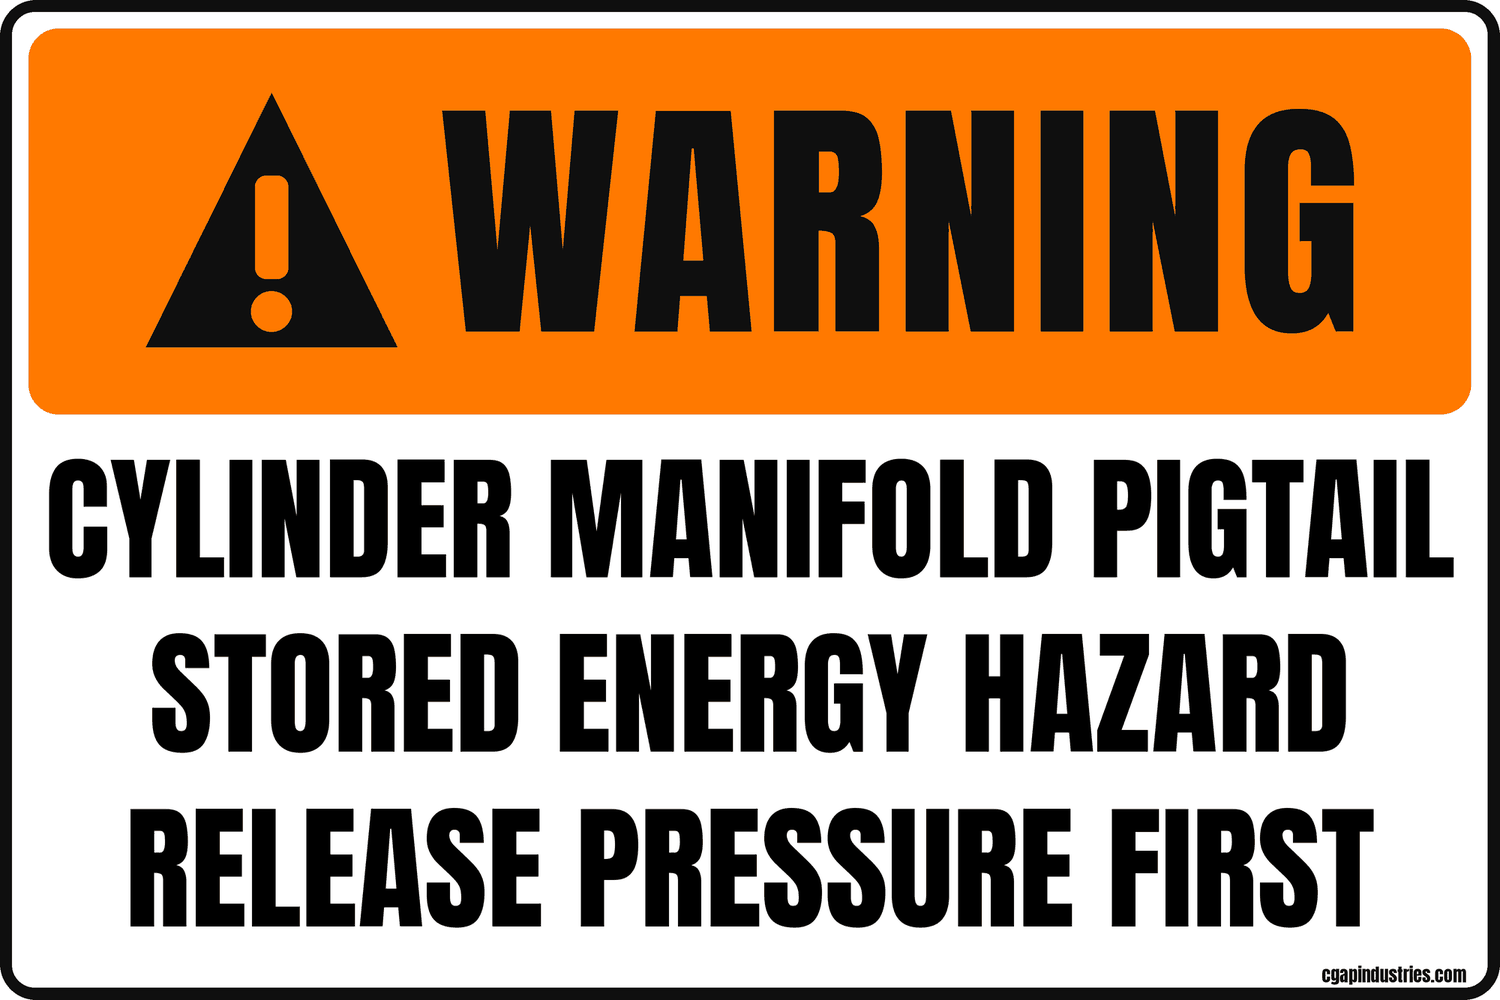 WARNING
CYLINDER MANIFOLD PIGTAIL
STORED ENERGY HAZARD
RELEASE PRESSURE FIRST
cgapindustries.com